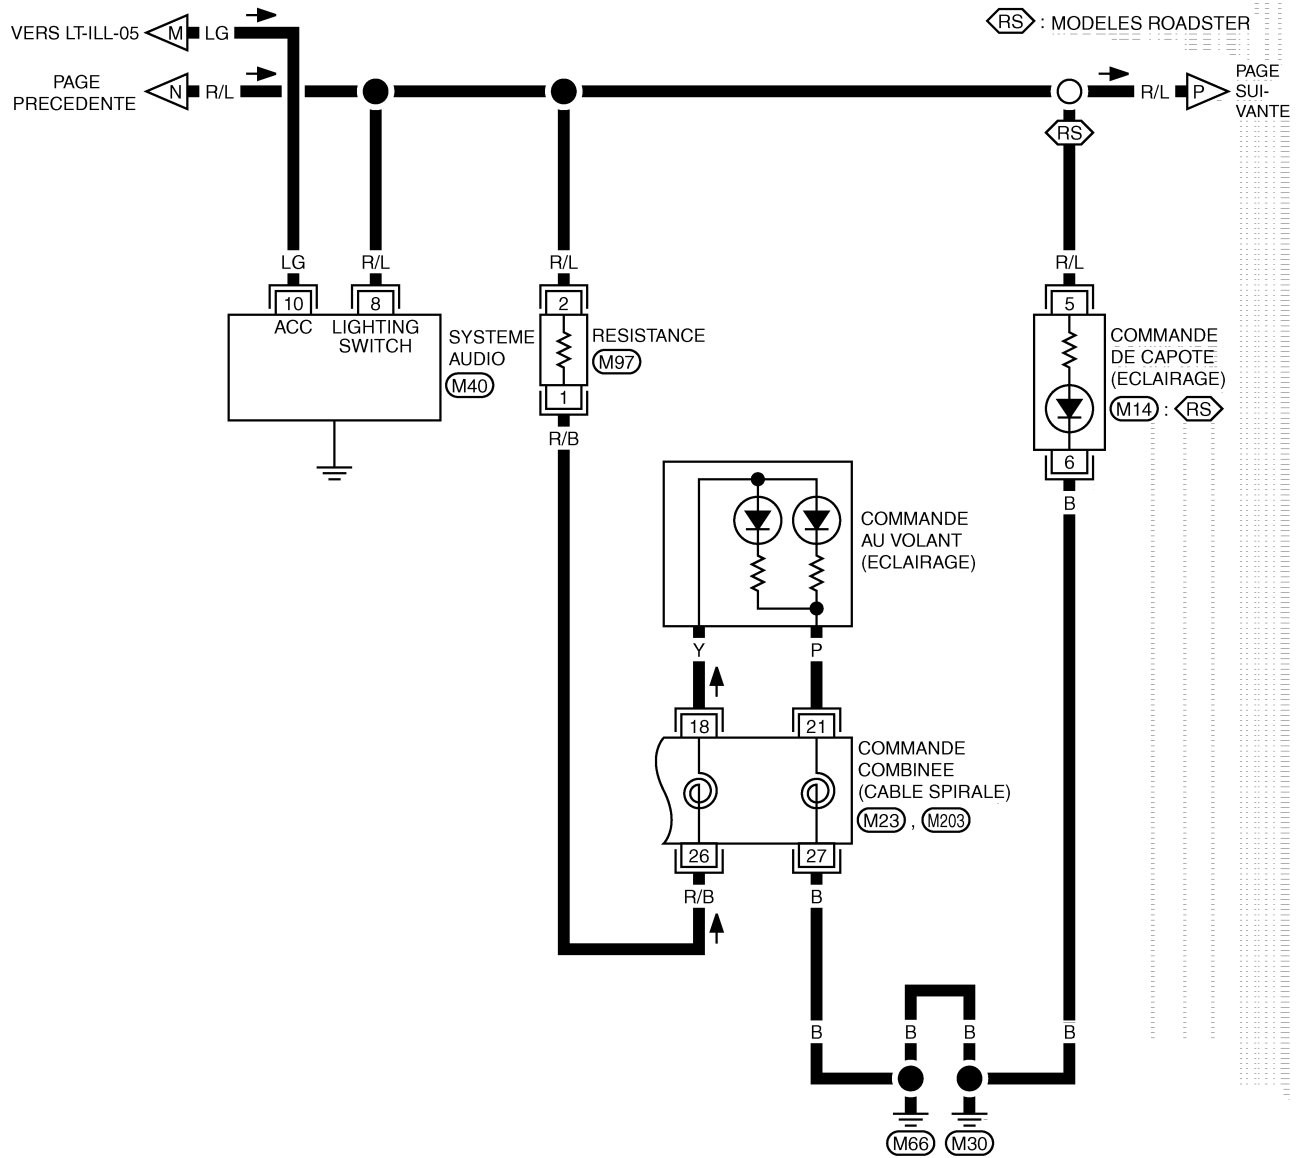 VERS LT-ILL-05 M LG
RS : MODELES ROADSTER
PAGE
PRECEDENTE
N R/L
R/L P
PAGE
SUI-
VANTE
RS
LG R/L R/L R/L
10 8 2 5
ACC LIGHTING
SWITCH
SYSTEME
AUDIO
M40
RESISTANCE
M97
1
R/B
COMMANDE
DE CAPOTE
(ECLAIRAGE)
M14 : RS
6
B
COMMANDE
AU VOLANT
(ECLAIRAGE)
Y P
18 21
COMMANDE
COMBINEE
(CABLE SPIRALE)
M23 , M203
26 27
R/B B
B B B B
M66 M30